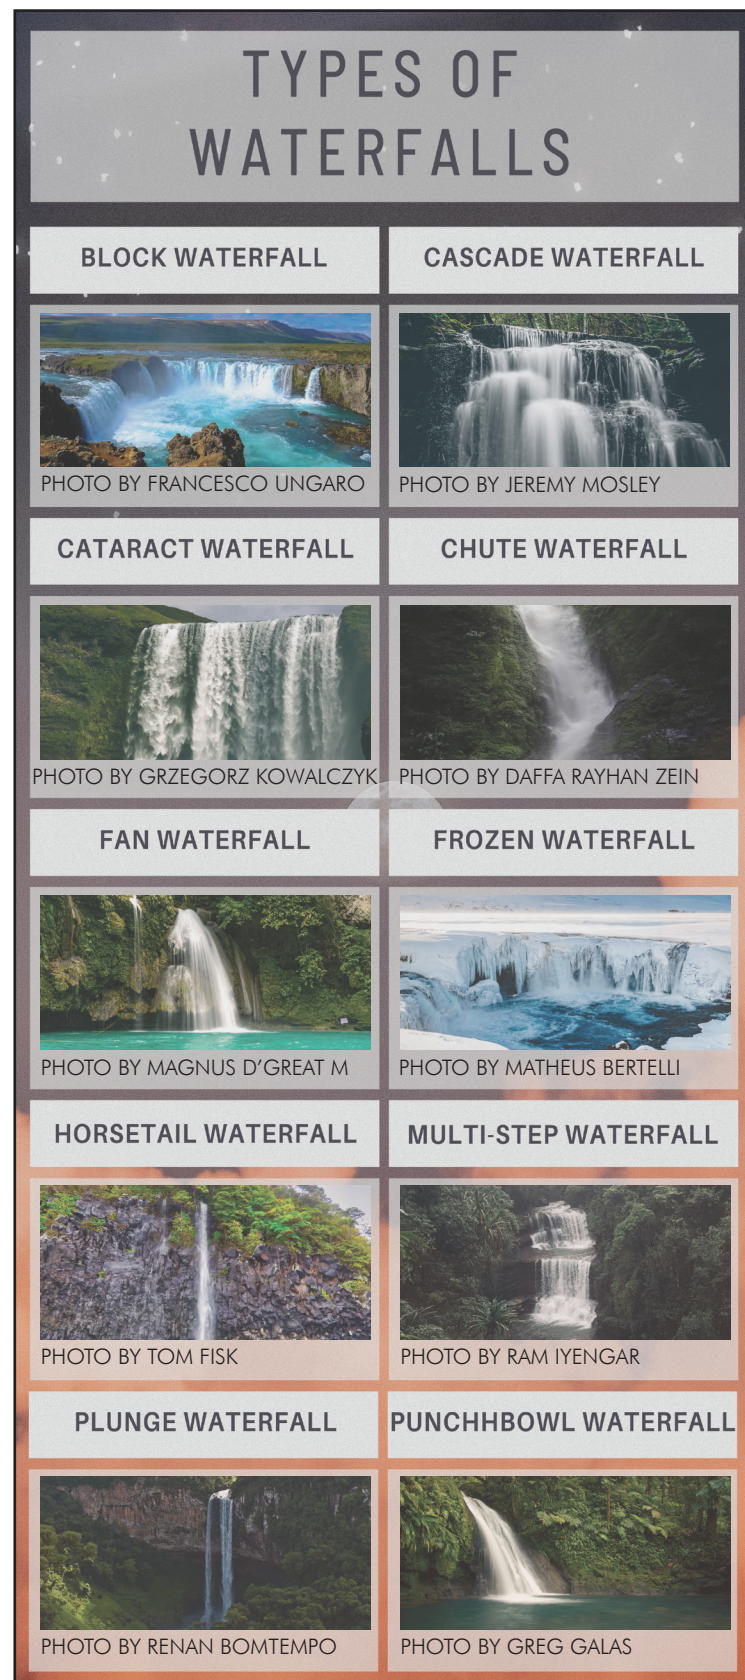 TYPES OF
WATERFALLS
BLOCK WATERFALL
CASCADE WATERFALL
PHOTO BY FRANCESCO UNGARO
PHOTO BY JEREMY MOSLEY
CATARACT WATERFALL
CHUTE WATERFALL
PHOTO BY GRZEGORZ KOWALCZYK
PHOTO BY DAFFA RAYHAN ZEIN
FAN WATERFALL
FROZEN WATERFALL
PHOTO BY MAGNUS D'GREAT M
PHOTO BY MATHEUS BERTELLI
HORSETAIL WATERFALL
MULTI-STEP WATERFALL
PHOTO BY TOM FISK
PHOTO BY RAM IYENGAR
PLUNGE WATERFALL
PUNCHHBOWL WATERFALL
PHOTO BY RENAN BOMTEMPO
PHOTO BY GREG GALAS